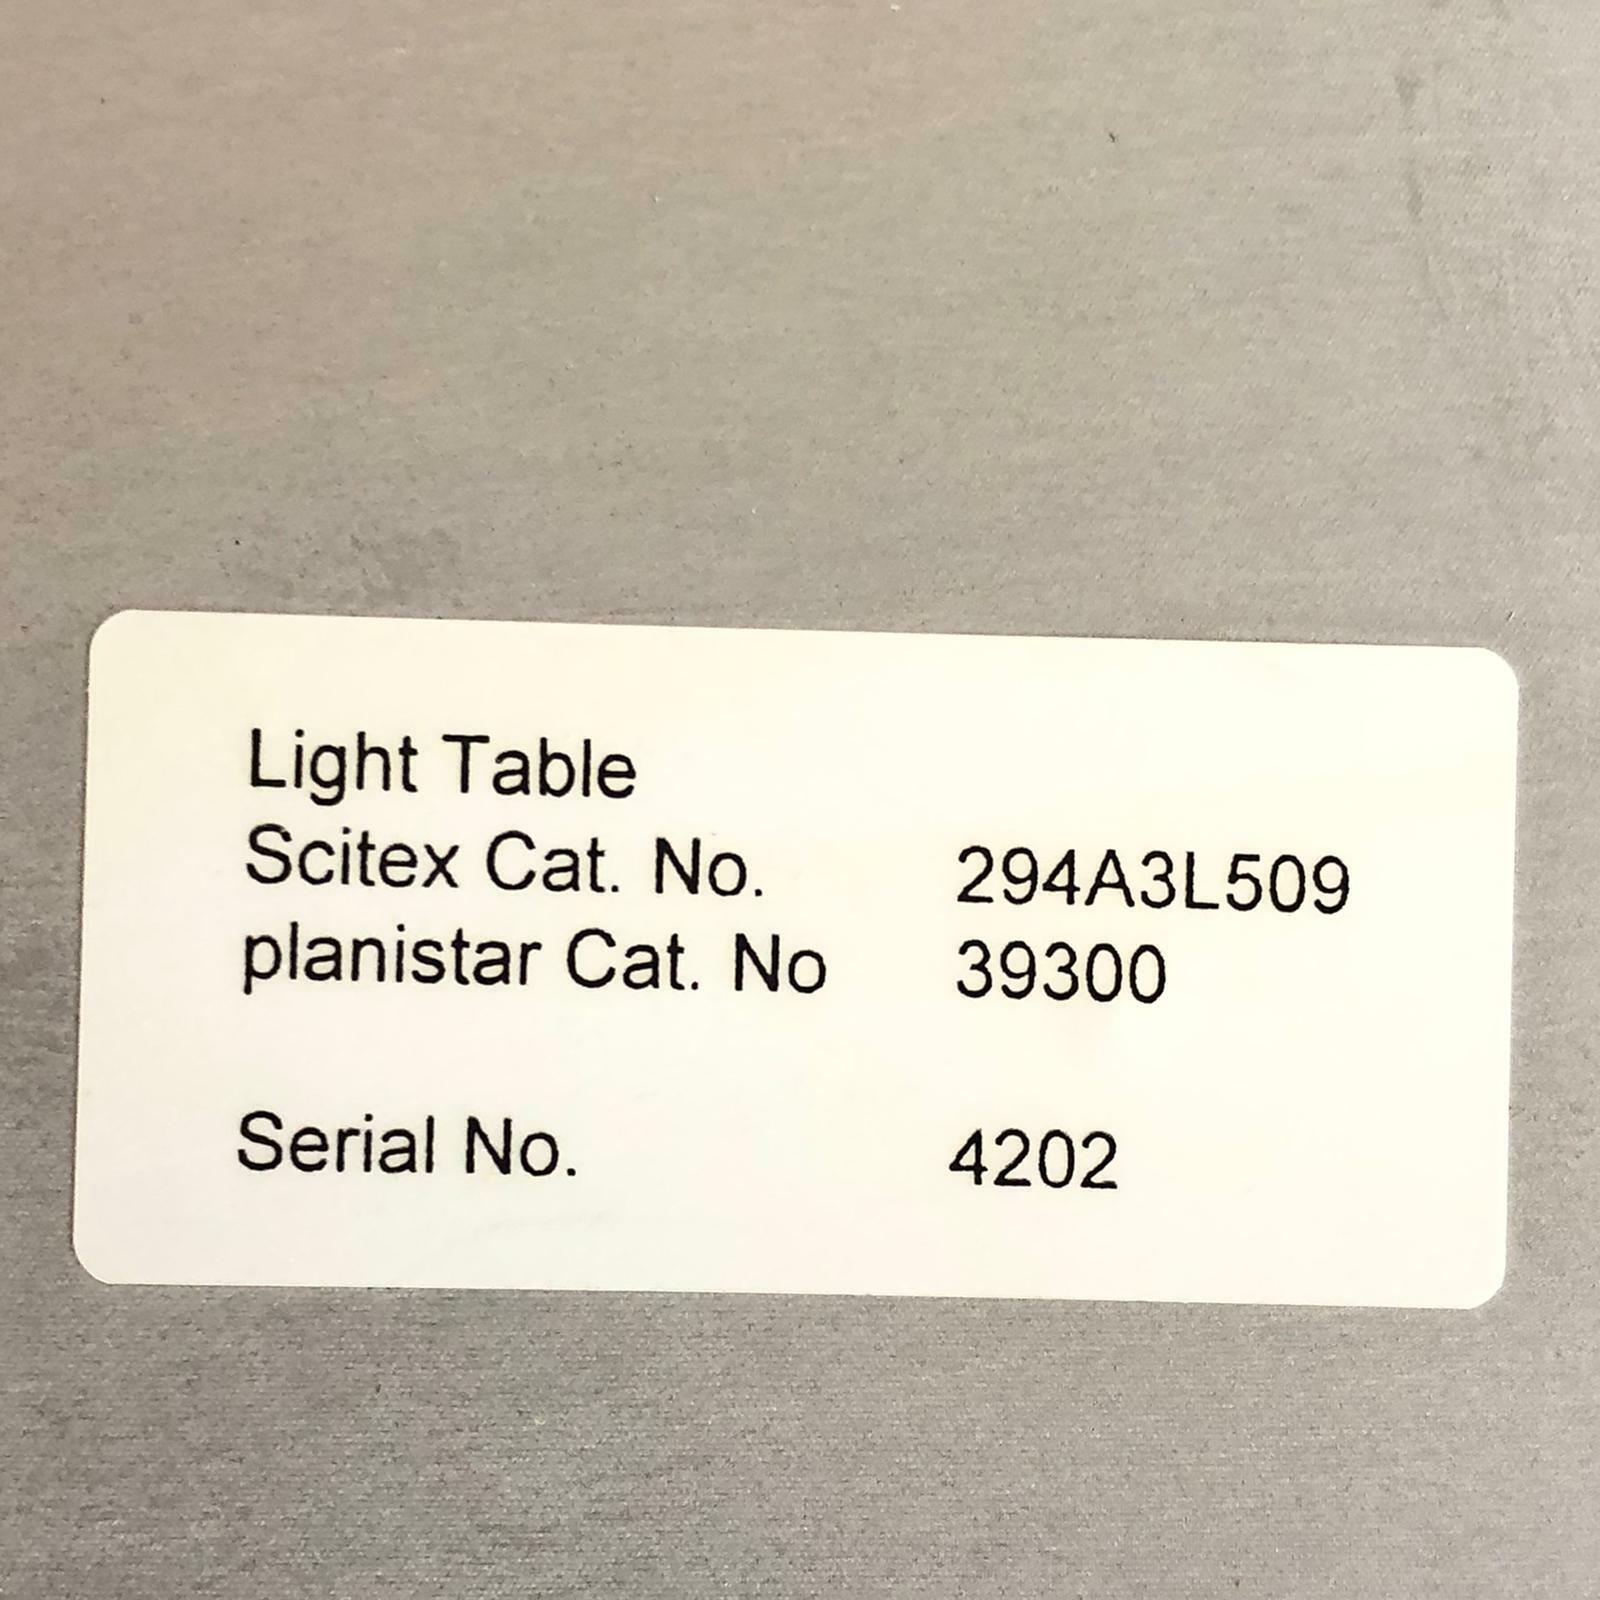 Light Table
Scitex Cat. No. 294A3L509
planistar Cat. No 39300
Serial No. 4202